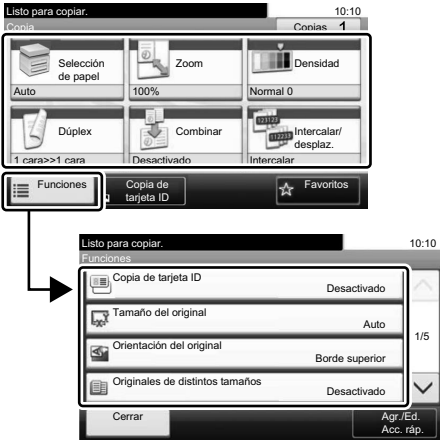 Listo para copiar. 10:10
Copia Copias 1
Selección de papel
Auto
Zoom
100%
Densidad
Normal 0
Dúplex
1 cara>>1 cara
Combinar
Desactivado
123123
112233
Intercalar/
desplaz.
Intercalar
Funciones
Copia de
tarjeta ID
Favoritos
Listo para copiar. 10:10
Funciones
Copia de tarjeta ID
Desactivado
Tamaño del original
Auto
1/5
Orientación del original
Borde superior
Originales de distintos tamaños
Desactivado
Cerrar
Agr./Ed.
Acc. ráp.